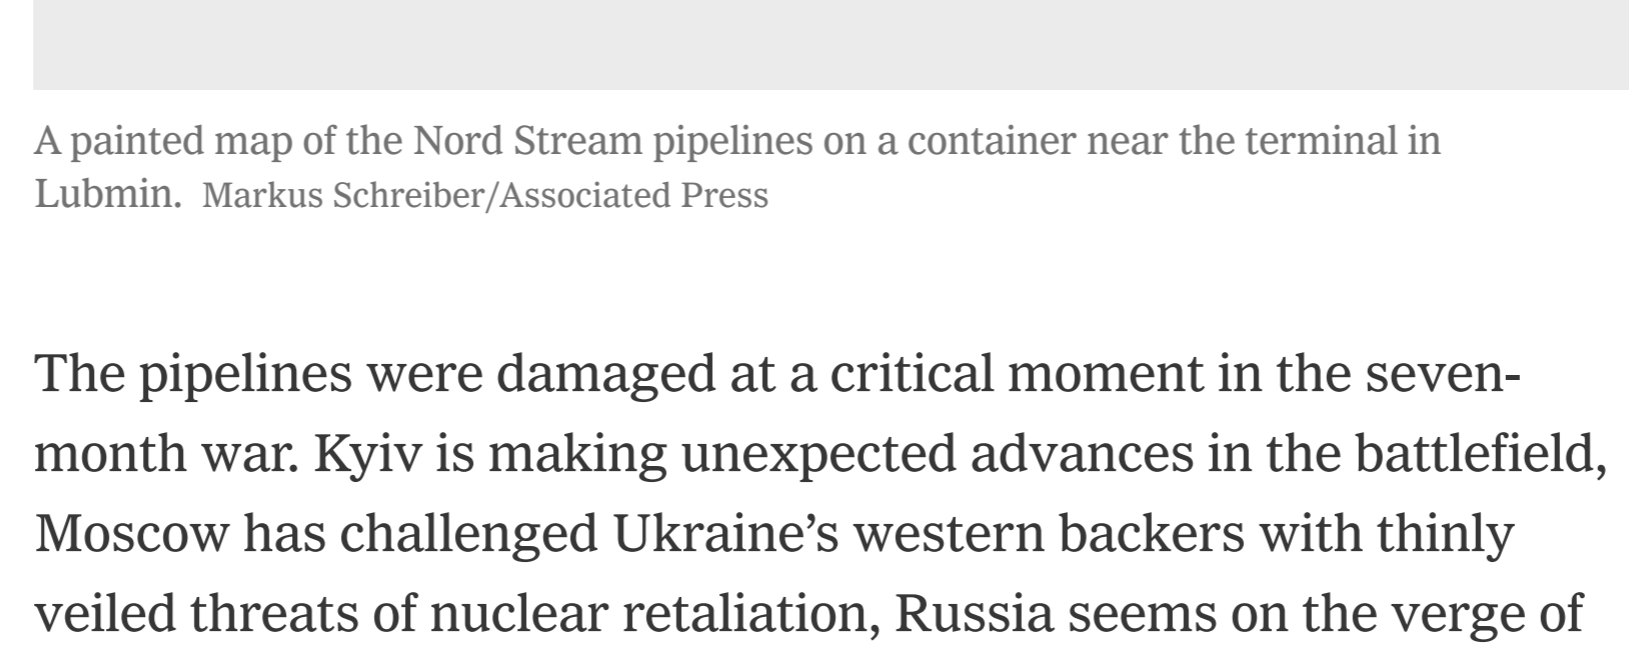 A painted map of the Nord Stream pipelines on a container near the terminal in
Lubmin. Markus Schreiber/Associated Press
The pipelines were damaged at a critical moment in the seven-
month war. Kyiv is making unexpected advances in the battlefield,
Moscow has challenged Ukraine’s western backers with thinly
veiled threats of nuclear retaliation, Russia seems on the verge of